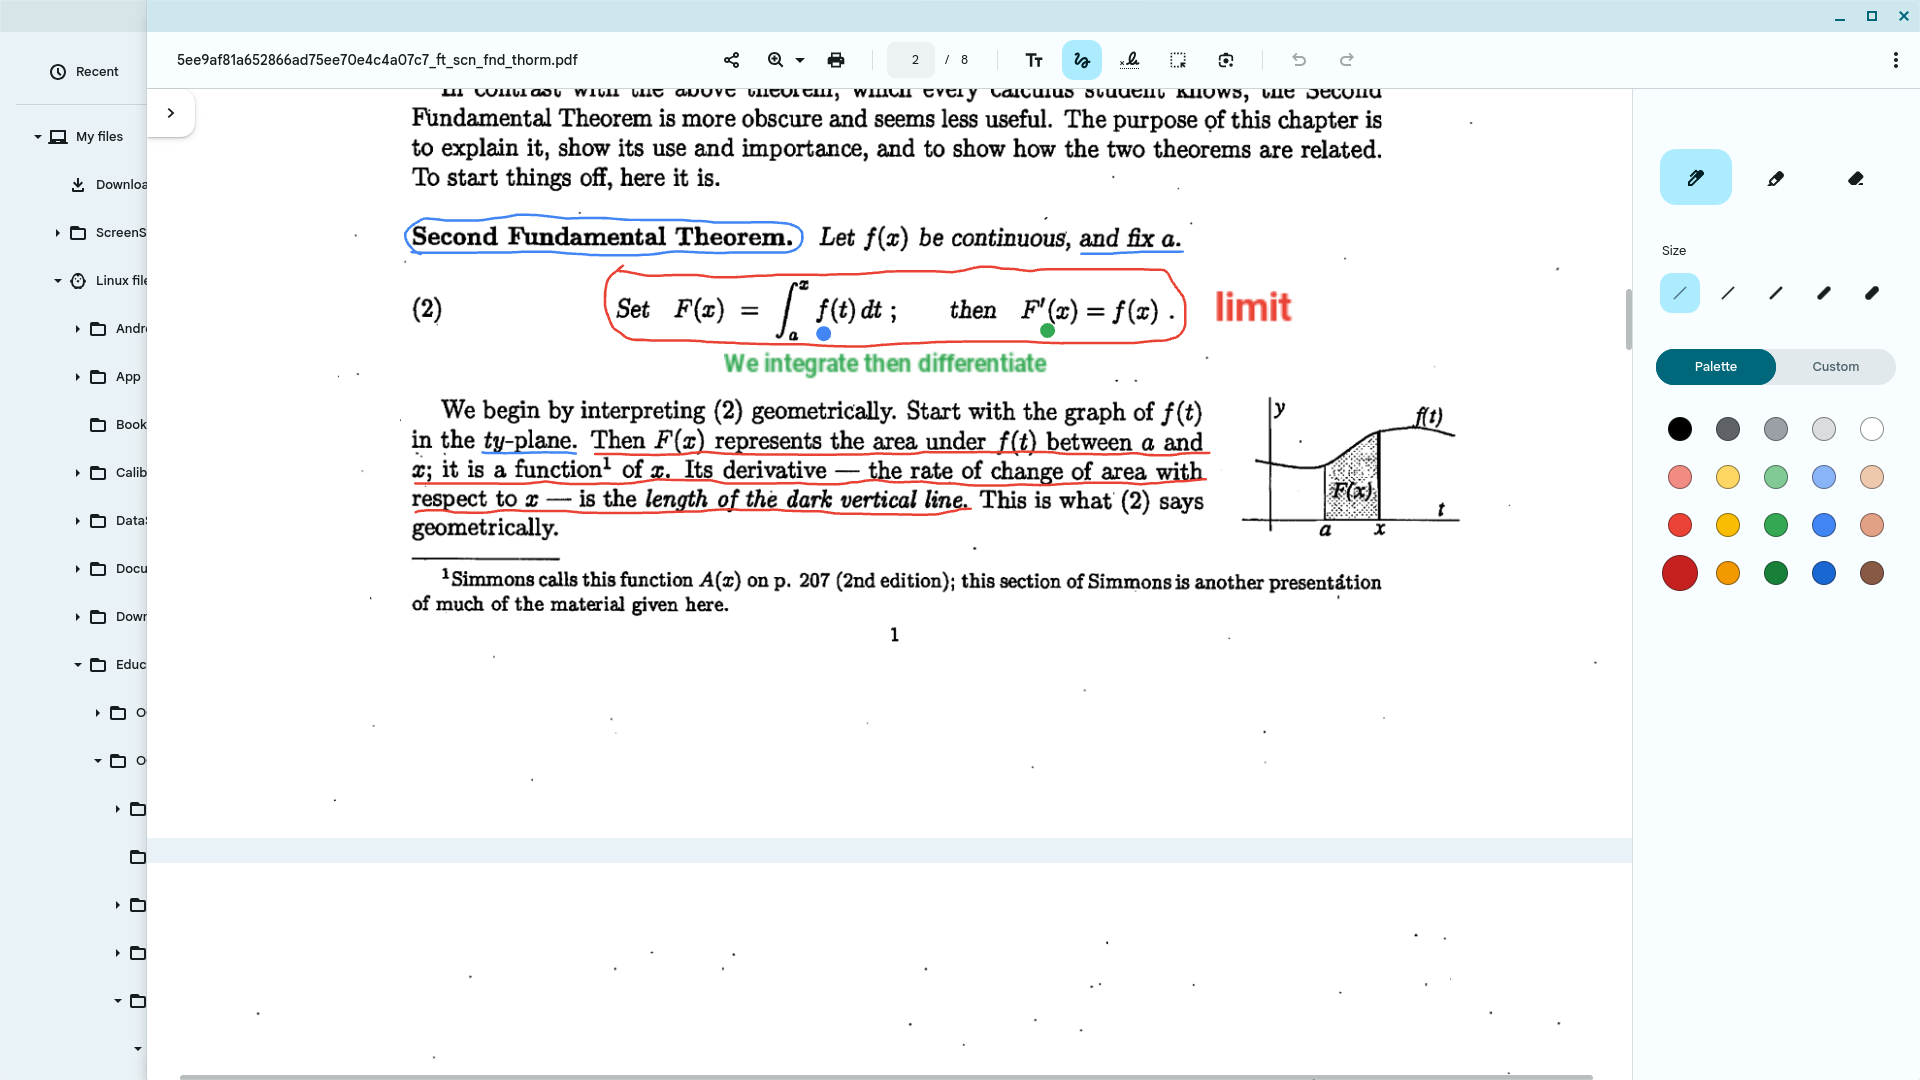 5ee9af81a652866ad75ee70e4c4a07c7_ft_scn_fnd_thorm.pdf
2 / 8
Recent
My files
Downloa
ScreenS
Linux file
Andr
App
Book
Calib
Data
Docu
Down
Educ
O
O
In contrast with the above theorem, which every calculus student knows, the Second
Fundamental Theorem is more obscure and seems less useful. The purpose of this chapter is
to explain it, show its use and importance, and to show how the two theorems are related.
To start things off, here it is.
Second Fundamental Theorem. Let f(x) be continuous, and fix a.
(2) Set F(x) = ∫ₐˣ f(t) dt ; then F′(x) = f(x) . limit
We integrate then differentiate
We begin by interpreting (2) geometrically. Start with the graph of f(t)
in the ty-plane. Then F(x) represents the area under f(t) between a and
x; it is a function¹ of x. Its derivative — the rate of change of area with
respect to x — is the length of the dark vertical line. This is what (2) says
geometrically.
y
f(t)
F(x)
t
a x
¹Simmons calls this function A(x) on p. 207 (2nd edition); this section of Simmons is another presentation
of much of the material given here.
1
Size
Palette
Custom